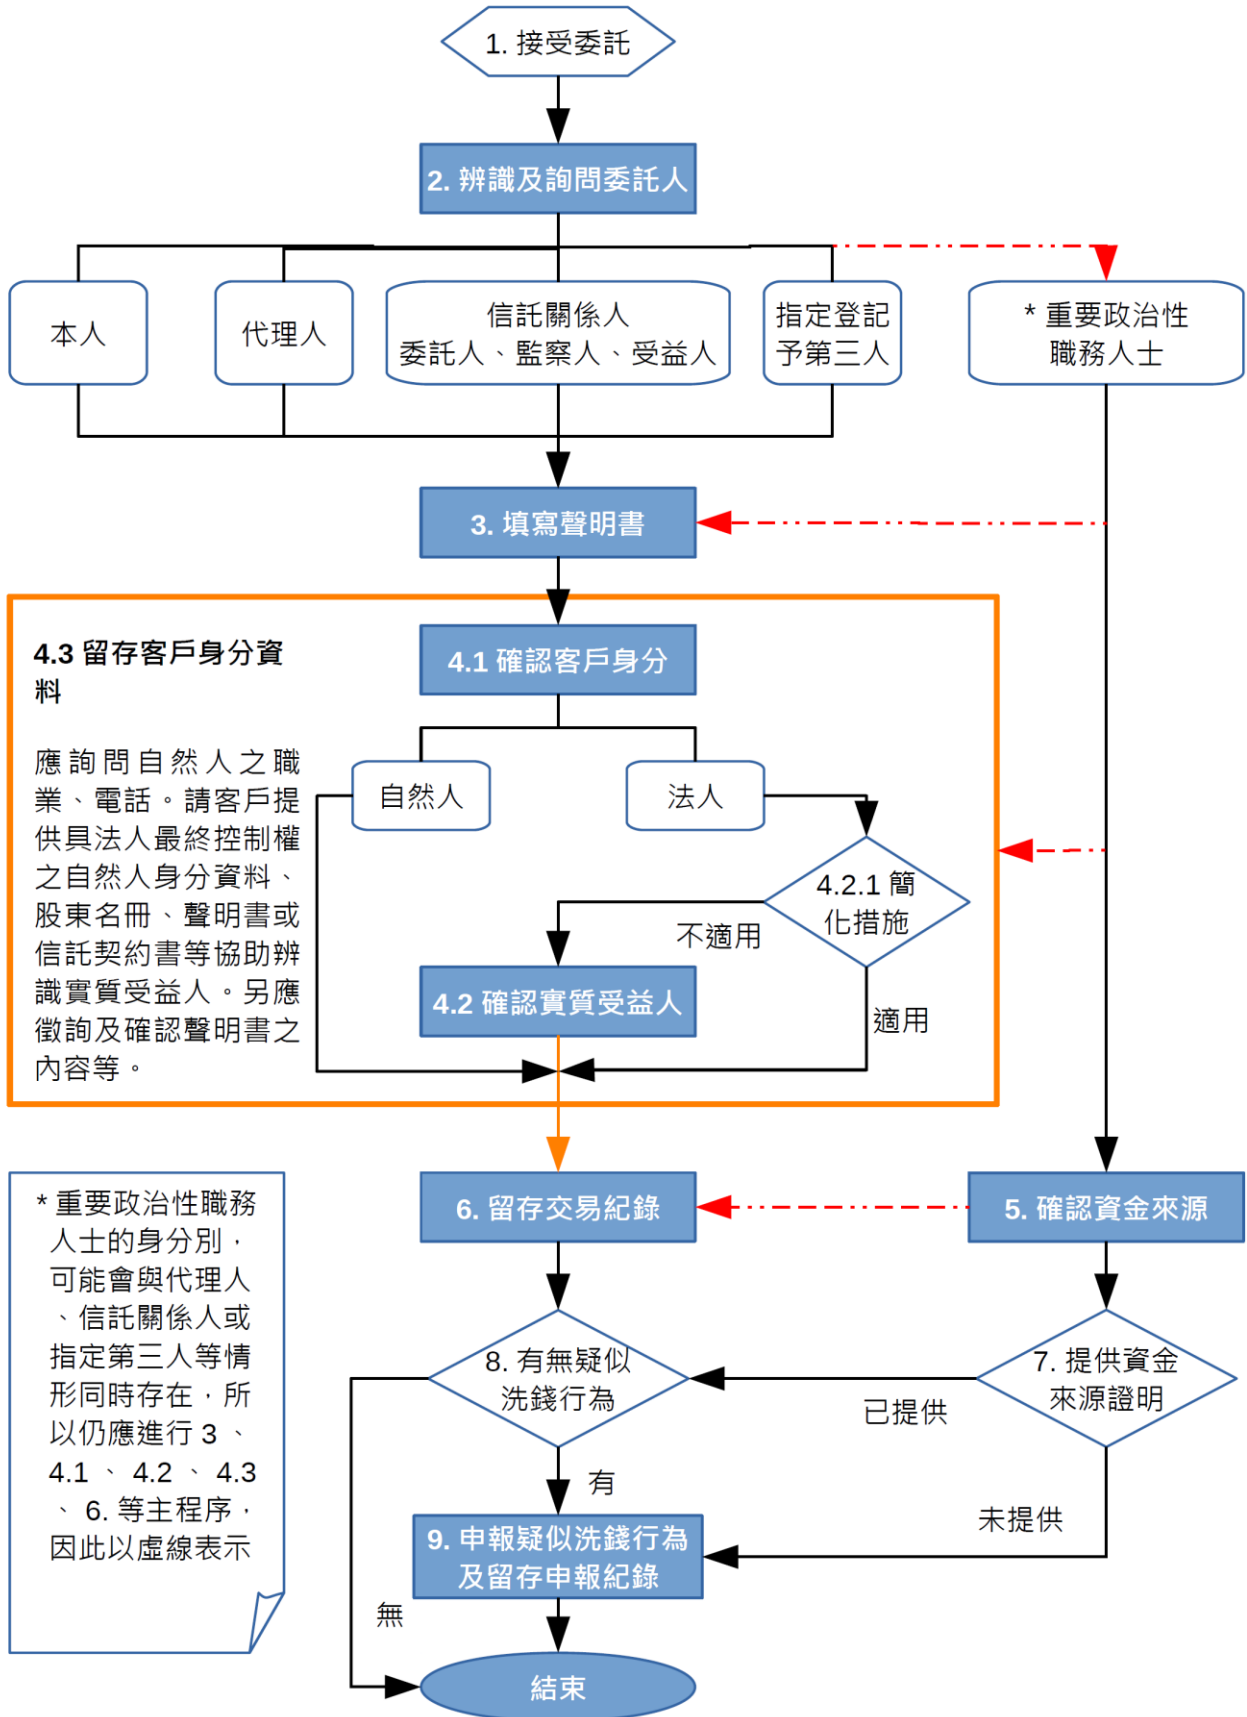 1. 接受委託
2. 辨識及詢問委託人
本人
代理人
信託關係人
委託人、監察人、受益人
指定登記
予第三人
* 重要政治性
職務人士
3. 填寫聲明書
4.3 留存客戶身分資
料
應詢問自然人之職
業、電話。請客戶提
供具法人最終控制權
之自然人身分資料、
股東名冊、聲明書或
信託契約書等協助辨
識實質受益人。另應
徵詢及確認聲明書之
內容等。
4.1 確認客戶身分
自然人
法人
4.2.1 簡
化措施
不適用
適用
4.2 確認實質受益人
6. 留存交易紀錄
5. 確認資金來源
* 重要政治性職務
人士的身分別，
可能會與代理人
、信託關係人或
指定第三人等情
形同時存在，所
以仍應進行 3 、
4.1 、 4.2 、 4.3
、 6. 等主程序，
因此以虛線表示
8. 有無疑似
洗錢行為
7. 提供資金
來源證明
已提供
有
未提供
9. 申報疑似洗錢行為
及留存申報紀錄
無
結束